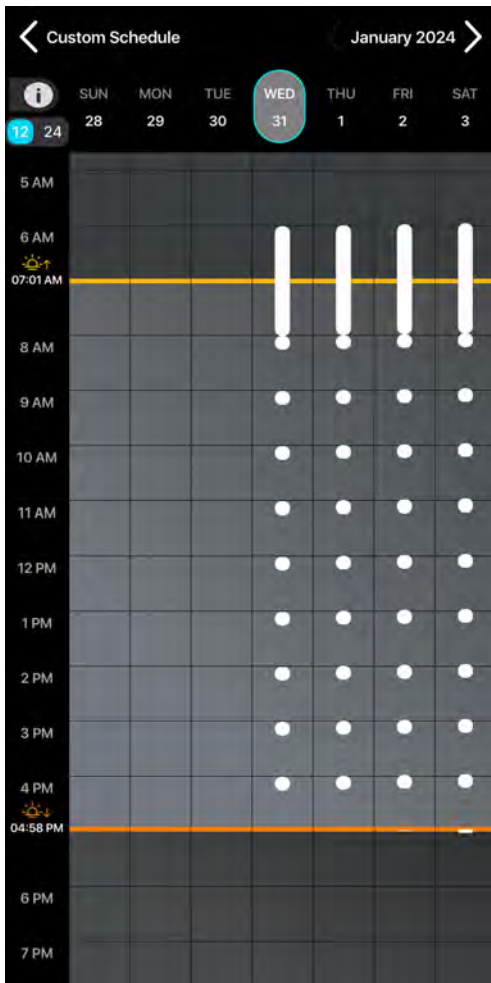 Custom Schedule January 2024
i SUN MON TUE WED THU FRI SAT
28 29 30 31 1 2 3
12 24
5 AM
6 AM
07:01 AM
8 AM
9 AM
10 AM
11 AM
12 PM
1 PM
2 PM
3 PM
4 PM
04:58 PM
6 PM
7 PM